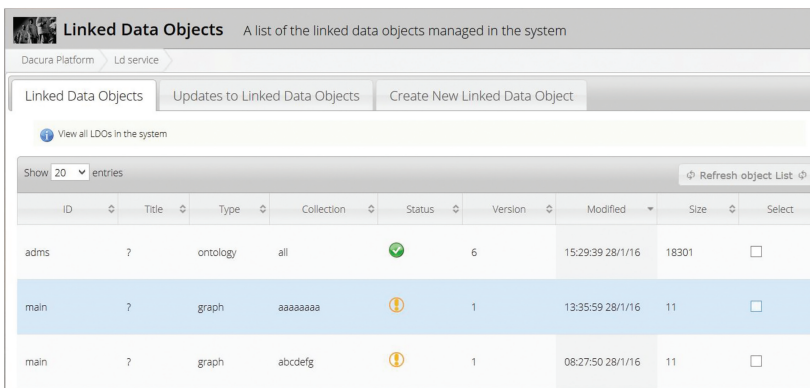 Linked Data Objects A list of the linked data objects managed in the system
Dacura Platform Ld service
Linked Data Objects Updates to Linked Data Objects Create New Linked Data Object
View all LDOs in the system
Show 20 entries Refresh object List
ID Title Type Collection Status Version Modified Size Select
adms ? ontology all 6 15:29:39 28/1/16 18301
main ? graph aaaaaaaa 1 13:35:59 28/1/16 11
main ? graph abcdefg 1 08:27:50 28/1/16 11